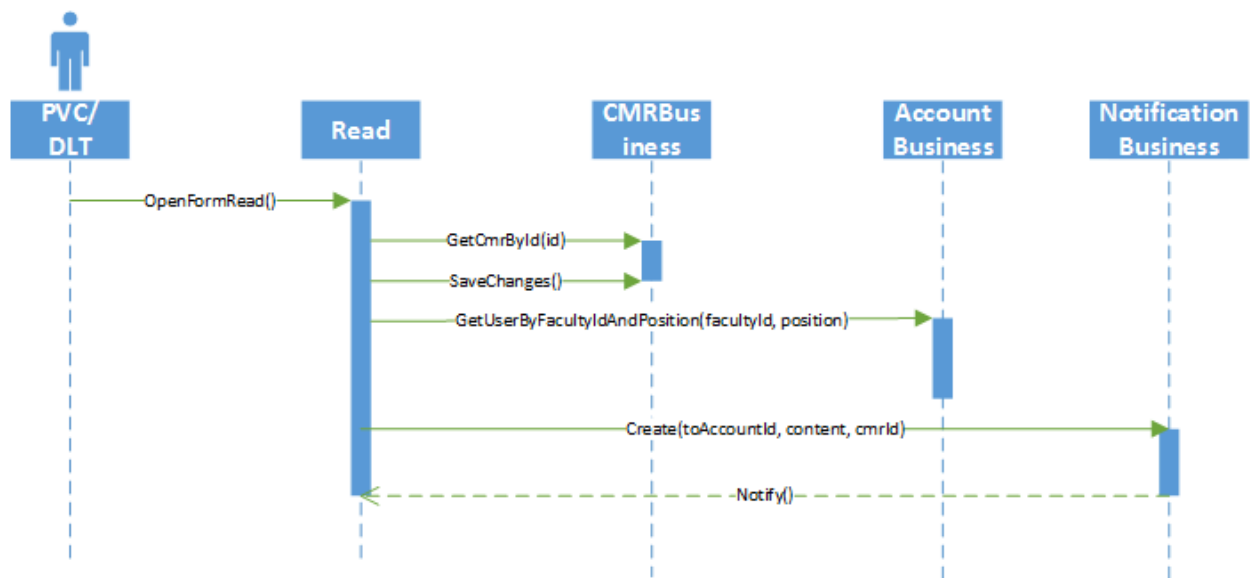 PVC/
DLT
Read
CMRBus
iness
Account
Business
Notification
Business
OpenFormRead()
GetCmrById(id)
SaveChanges()
GetUserByFacultyIdAndPosition(facultyId, position)
Create(toAccountId, content, cmrId)
Notify()